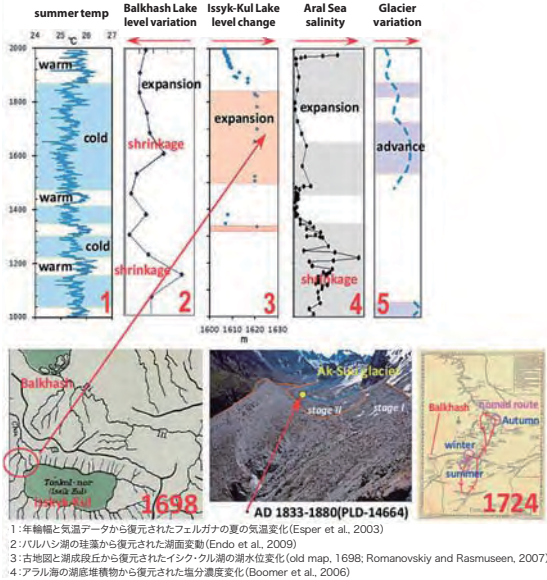 summer temp
Balkhash Lake
level variation
Issyk-Kul Lake
level change
Aral Sea
salinity
Glacier
variation
℃
24 25 26 27
2000
1800
1600
1400
1200
1000
warm
cold
warm
cold
warm
1
expansion
shrinkage
shrinkage
2
expansion
3
1600 1610 1620 1630
m
expansion
shrinkage
4
advance
5
Balkhash
Chu
Tonkul-nor
(Issik Kul)
Issik-Kul
1698
Ak-Suu glacier
stage II
stage I
AD 1833-1880(PLD-14664)
nomad route
Balkhash
Autumn
winter
summer
1724
1:年輪幅と気温データから復元されたフェルガナの夏の気温変化(Esper et al., 2003)
2:バルハシ湖の珪藻から復元された湖面変動(Endo et al., 2009)
3:古地図と湖成段丘から復元されたイシク・クル湖の湖水位変化(old map, 1698; Romanovskiy and Rasmuseen, 2007)
4:アラル海の湖底堆積物から復元された塩分濃度変化(Boomer et al., 2006)